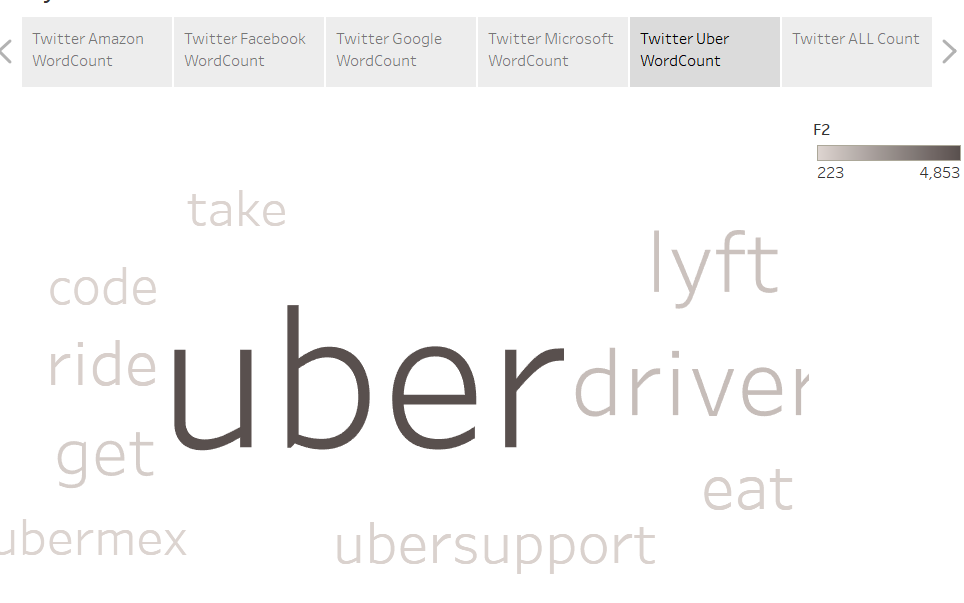 Twitter Amazon
WordCount
Twitter Facebook
WordCount
Twitter Google
WordCount
Twitter Microsoft
WordCount
Twitter Uber
WordCount
Twitter ALL Count
F2
223 4,853
take
lyft
code
ride
uber
driver
get
eat
ubermex
ubersupport